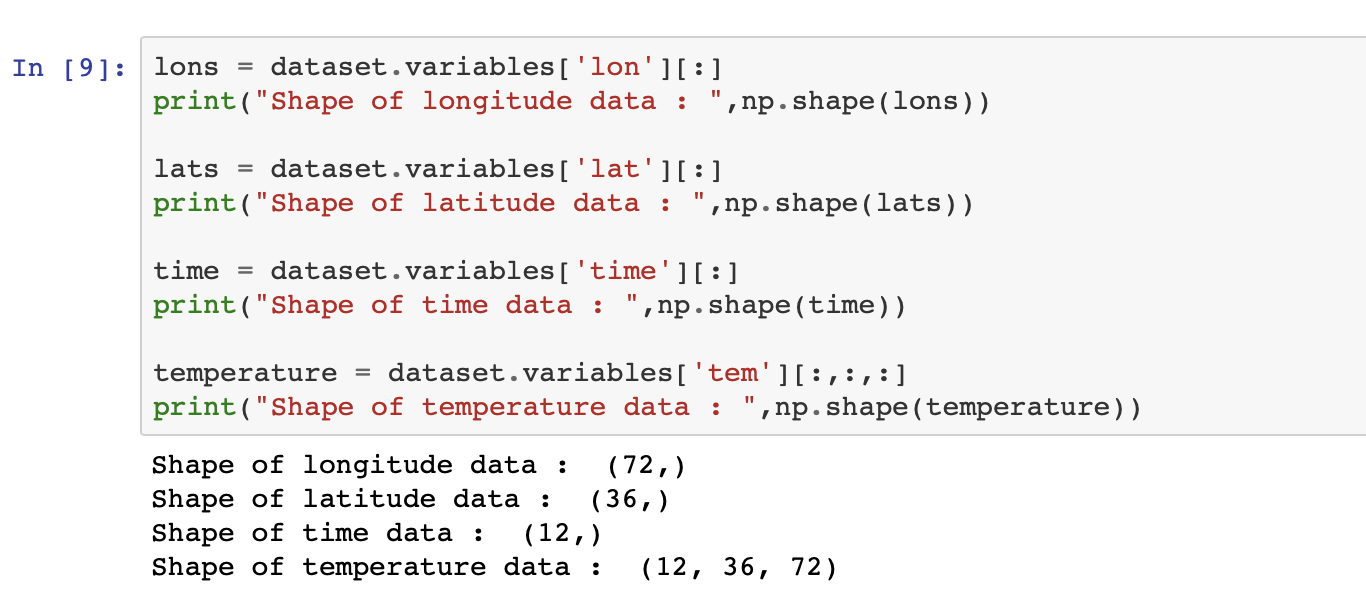 In [9]: lons = dataset.variables['lon'][:]
print("Shape of longitude data : ",np.shape(lons))
lats = dataset.variables['lat'][:]
print("Shape of latitude data : ",np.shape(lats))
time = dataset.variables['time'][:]
print("Shape of time data : ",np.shape(time))
temperature = dataset.variables['tem'][:,:,:]
print("Shape of temperature data : ",np.shape(temperature))
Shape of longitude data :  (72,)
Shape of latitude data :  (36,)
Shape of time data :  (12,)
Shape of temperature data :  (12, 36, 72)